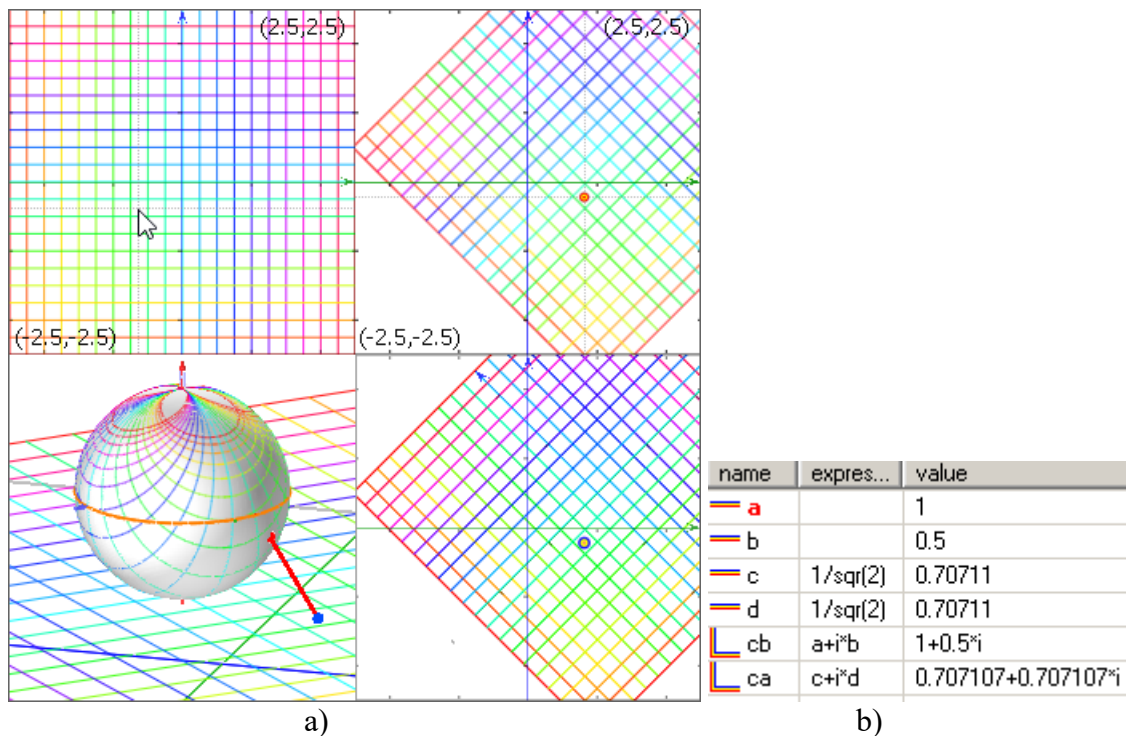 (2.5,2.5)
(2.5,2.5)
(-2.5,-2.5)
(-2.5,-2.5)
name expres... value
a 1
b 0.5
c 1/sqr(2) 0.70711
d 1/sqr(2) 0.70711
cb a+i*b 1+0.5*i
ca c+i*d 0.707107+0.707107*i
a)
b)